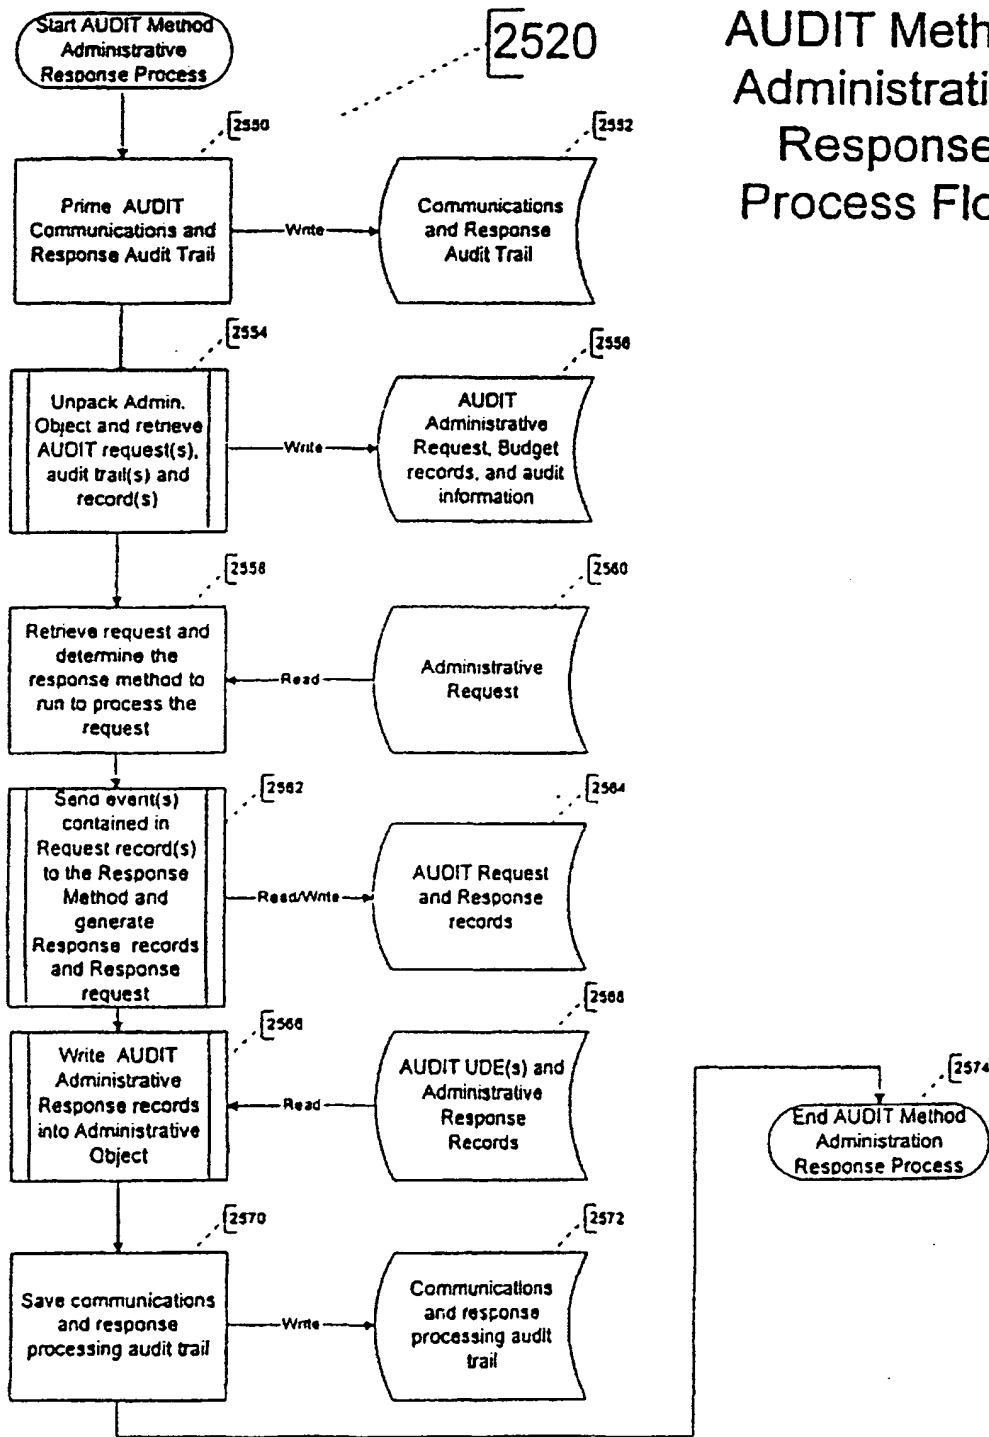 Start AUDIT Method
Administrative
Response Process
2520
AUDIT Meth
Administrati
Response
Process Flo
2550
Prime AUDIT
Communications and
Response Audit Trail
Write
2552
Communications
and Response
Audit Trail
2554
Unpack Admin.
Object and retrieve
AUDIT request(s),
audit trail(s) and
record(s)
Write
2556
AUDIT
Administrative
Request, Budget
records, and audit
information
2558
Retrieve request and
determine the
response method to
run to process the
request
Read
2560
Administrative
Request
2562
Send event(s)
contained in
Request record(s)
to the Response
Method and
generate
Response records
and Response
request
Read/Write
2564
AUDIT Request
and Response
records
2566
Write AUDIT
Administrative
Response records
into Administrative
Object
Read
2568
AUDIT UDE(s) and
Administrative
Response
Records
2570
Save communications
and response
processing audit trail
Write
2572
Communications
and response
processing audit
trail
2574
End AUDIT Method
Administration
Response Process